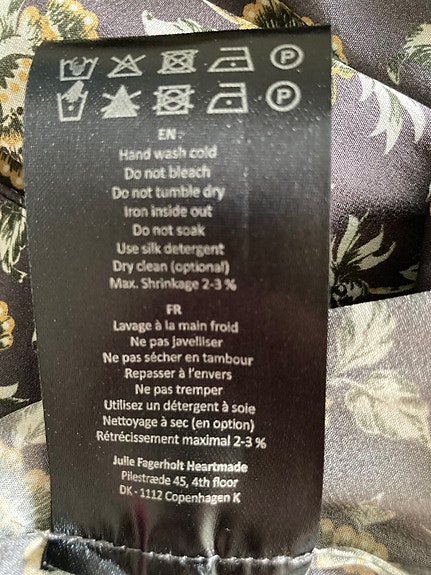 P
P
EN :
Hand wash cold
Do not bleach
Do not tumble dry
Iron inside out
Do not soak
Use silk detergent
Dry clean (optional)
Max. Shrinkage 2-3 %
FR
Lavage à la main froid
Ne pas javelliser
Ne pas sécher en tambour
Repasser à l'envers
Ne pas tremper
Utilisez un détergent à soie
Nettoyage à sec (en option)
Rétrécissement maximal 2-3 %
Julie Fagerholt Heartmade
Pilestræde 45, 4th floor
DK - 1112 Copenhagen K